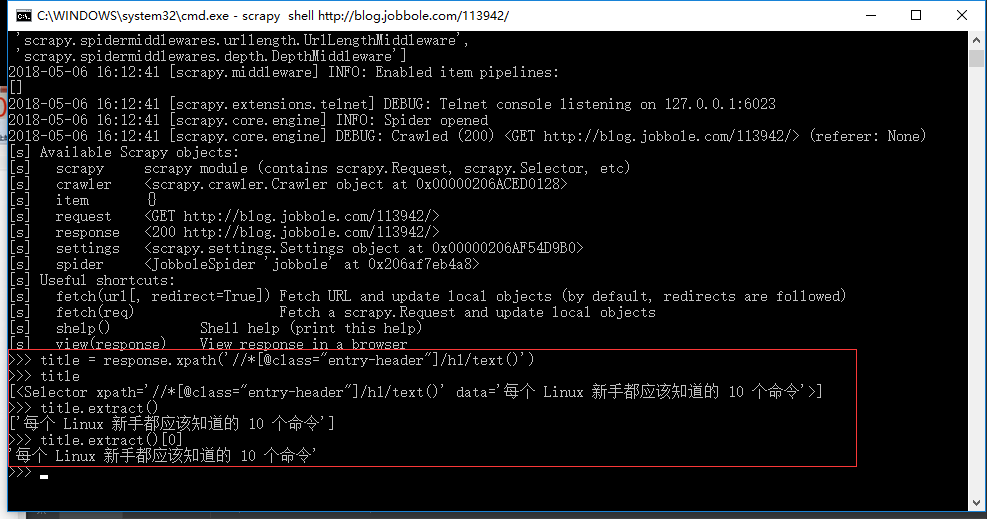 C:\WINDOWS\system32\cmd.exe - scrapy  shell http://blog.jobbole.com/113942/
'scrapy.spidermiddlewares.urllength.UrlLengthMiddleware',
'scrapy.spidermiddlewares.depth.DepthMiddleware']
2018-05-06 16:12:41 [scrapy.middleware] INFO: Enabled item pipelines:
[]
2018-05-06 16:12:41 [scrapy.extensions.telnet] DEBUG: Telnet console listening on 127.0.0.1:6023
2018-05-06 16:12:41 [scrapy.core.engine] INFO: Spider opened
2018-05-06 16:12:41 [scrapy.core.engine] DEBUG: Crawled (200) <GET http://blog.jobbole.com/113942/> (referer: None)
[s] Available Scrapy objects:
[s]   scrapy     scrapy module (contains scrapy.Request, scrapy.Selector, etc)
[s]   crawler    <scrapy.crawler.Crawler object at 0x00000206ACED0128>
[s]   item       {}
[s]   request    <GET http://blog.jobbole.com/113942/>
[s]   response   <200 http://blog.jobbole.com/113942/>
[s]   settings   <scrapy.settings.Settings object at 0x00000206AF54D9B0>
[s]   spider     <JobboleSpider 'jobbole' at 0x206af7eb4a8>
[s] Useful shortcuts:
[s]   fetch(url[, redirect=True]) Fetch URL and update local objects (by default, redirects are followed)
[s]   fetch(req)                  Fetch a scrapy.Request and update local objects
[s]   shelp()           Shell help (print this help)
[s]   view(response)    View response in a browser
>>> title = response.xpath('//*[@class="entry-header"]/h1/text()')
>>> title
[<Selector xpath='//*[@class="entry-header"]/h1/text()' data='每个 Linux 新手都应该知道的 10 个命令'>]
>>> title.extract()
['每个 Linux 新手都应该知道的 10 个命令']
>>> title.extract()[0]
'每个 Linux 新手都应该知道的 10 个命令'
>>>